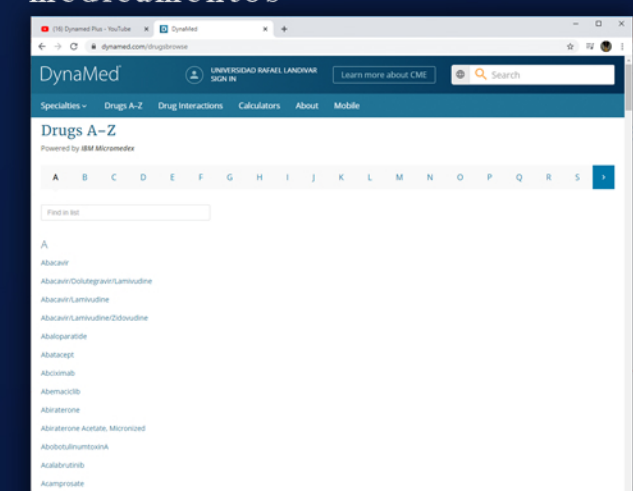 medicamentos
(16) Dynamed Plus - YouTube
DynaMed
dynamed.com/drugsbrowse
DynaMed
UNIVERSIDAD RAFAEL LANDIVAR
SIGN IN
Learn more about CME
Search
Specialties
Drugs A–Z
Drug Interactions
Calculators
About
Mobile
Drugs A–Z
Powered by IBM Micromedex
A B C D E F G H I J K L M N O P Q R S
Find in list
A
Abacavir
Abacavir/Dolutegravir/Lamivudine
Abacavir/Lamivudine
Abacavir/Lamivudine/Zidovudine
Abaloparatide
Abatacept
Abciximab
Abemaciclib
Abiraterone
Abiraterone Acetate, Micronized
AbobotulinumtoxinA
Acalabrutinib
Acamprosate